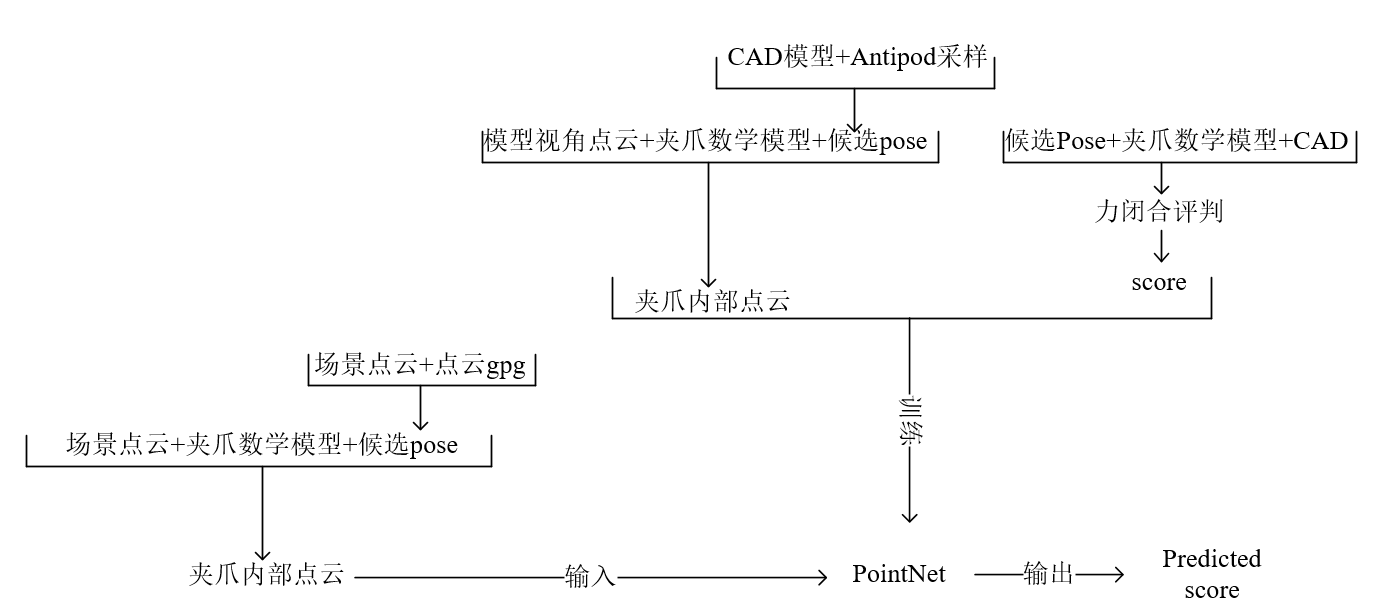 CAD模型+Antipod采样
模型视角点云+夹爪数学模型+候选pose
候选Pose+夹爪数学模型+CAD
力闭合评判
score
夹爪内部点云
场景点云+点云gpg
训练
场景点云+夹爪数学模型+候选pose
夹爪内部点云
输入
PointNet
输出
Predicted
score